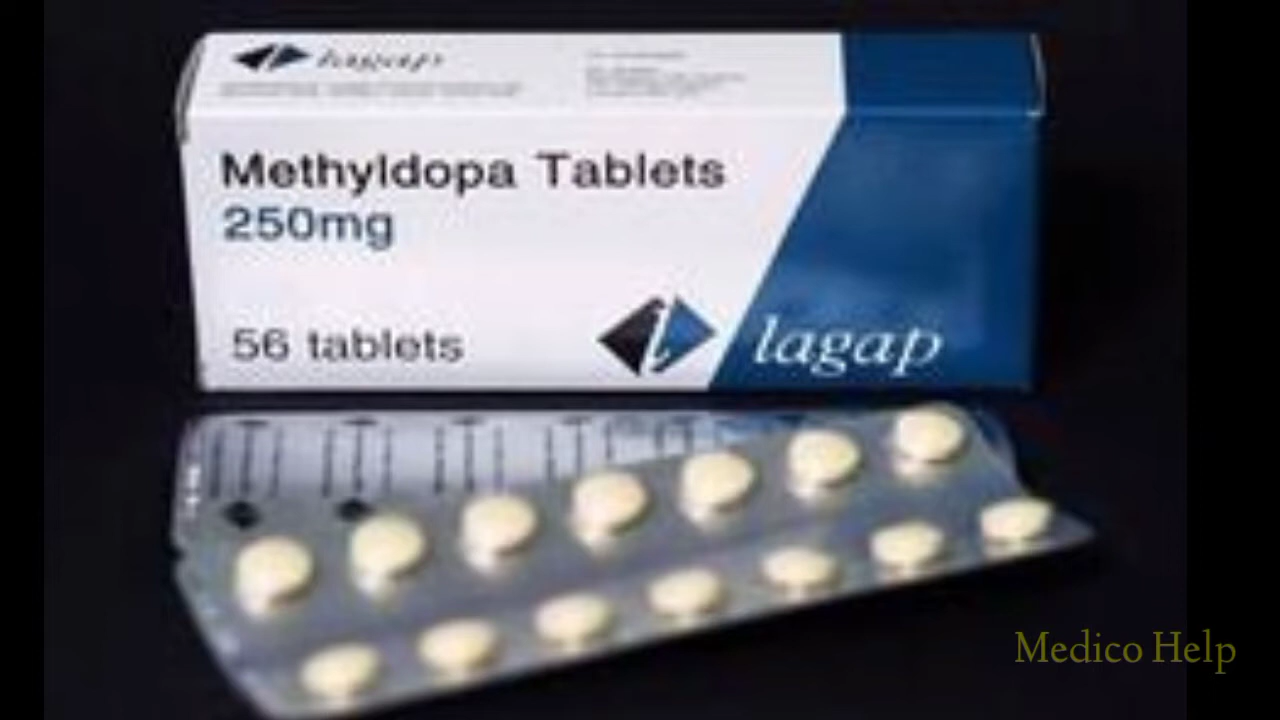 lagap
Methyldopa Tablets
250mg
56 tablets
lagap
Medico Help